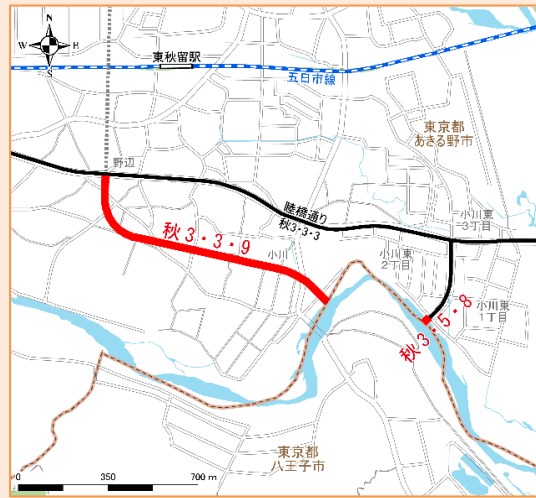 N
W E
S
東秋留駅
五日市線
東京都
あきる野市
野辺
睦橋通り
秋3・3・3
小川東
3丁目
秋3・3・9
小川
小川東
2丁目
小川東
1丁目
秋3・5・8
東京都
八王子市
0 350 700 m